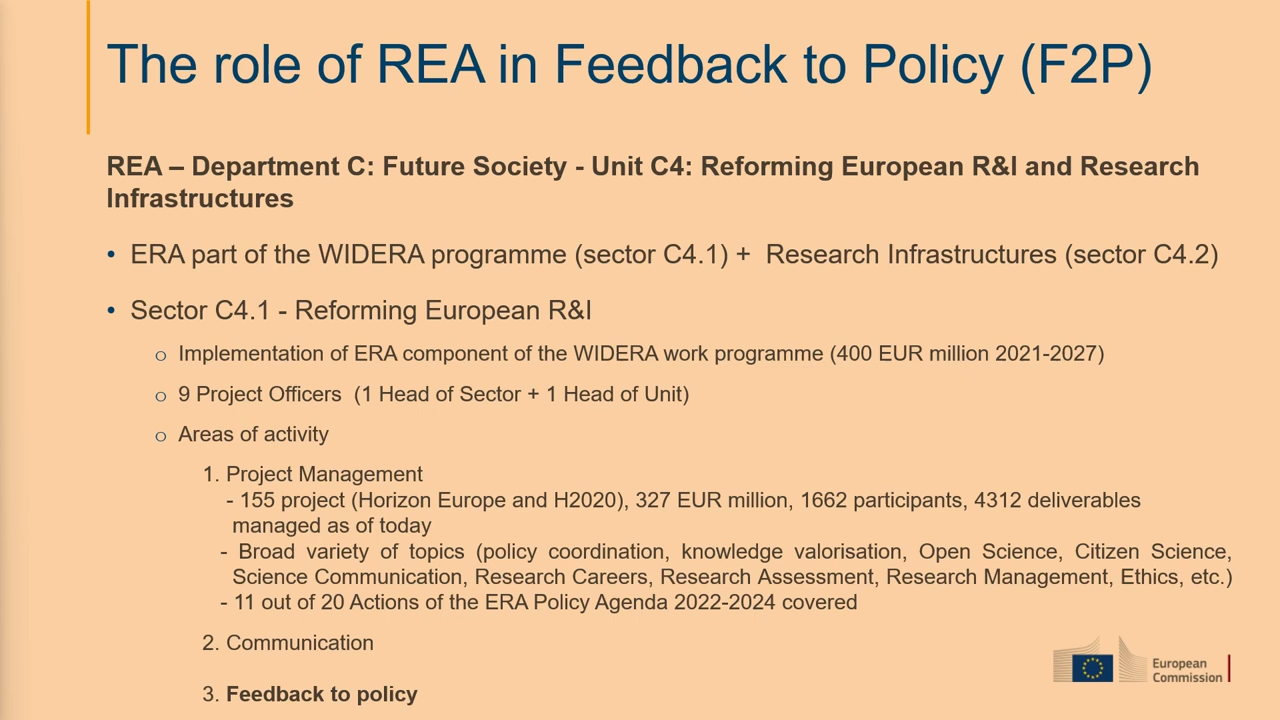 The role of REA in Feedback to Policy (F2P)
REA – Department C: Future Society - Unit C4: Reforming European R&I and Research
Infrastructures
• ERA part of the WIDERA programme (sector C4.1) + Research Infrastructures (sector C4.2)
• Sector C4.1 - Reforming European R&I
o Implementation of ERA component of the WIDERA work programme (400 EUR million 2021-2027)
o 9 Project Officers (1 Head of Sector + 1 Head of Unit)
o Areas of activity
1. Project Management
- 155 project (Horizon Europe and H2020), 327 EUR million, 1662 participants, 4312 deliverables
managed as of today
- Broad variety of topics (policy coordination, knowledge valorisation, Open Science, Citizen Science,
Science Communication, Research Careers, Research Assessment, Research Management, Ethics, etc.)
- 11 out of 20 Actions of the ERA Policy Agenda 2022-2024 covered
2. Communication
3. Feedback to policy
European
Commission